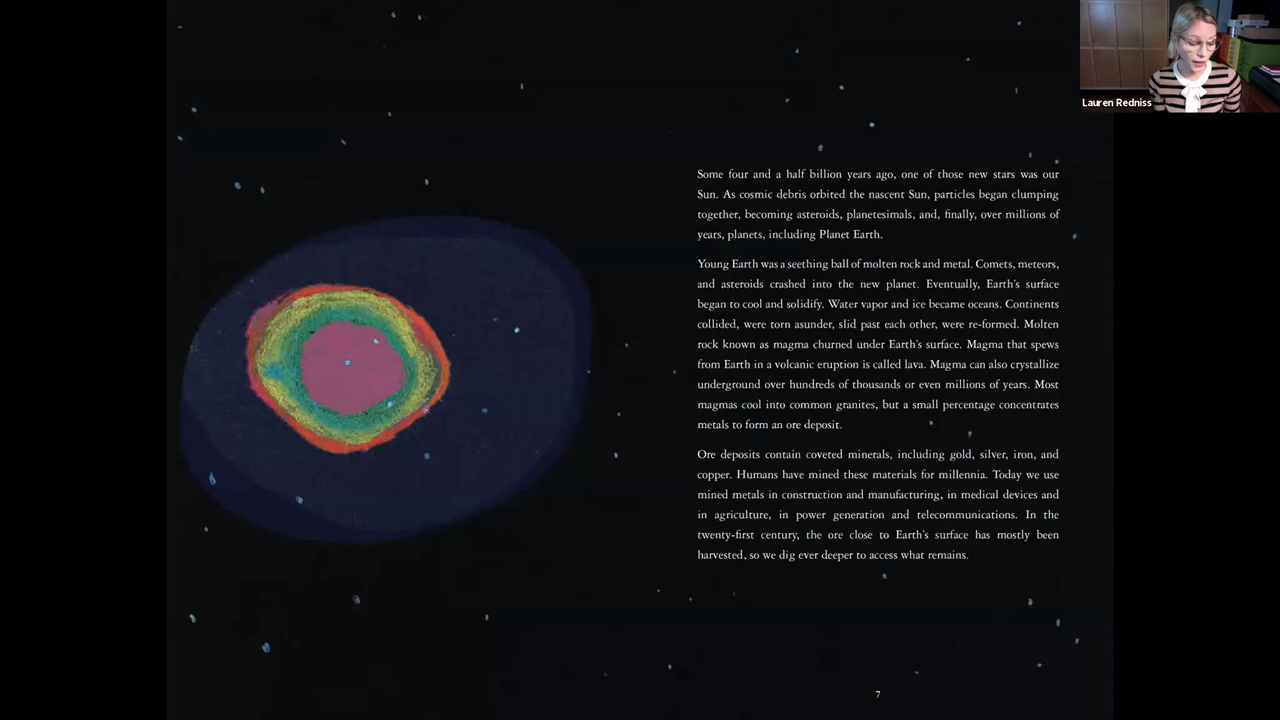 Lauren Redniss
Some four and a half billion years ago, one of those new stars was our
Sun. As cosmic debris orbited the nascent Sun, particles began clumping
together, becoming asteroids, planetesimals, and, finally, over millions of
years, planets, including Planet Earth.
Young Earth was a seething ball of molten rock and metal. Comets, meteors,
and asteroids crashed into the new planet. Eventually, Earth's surface
began to cool and solidify. Water vapor and ice became oceans. Continents
collided, were torn asunder, slid past each other, were re-formed. Molten
rock known as magma churned under Earth's surface. Magma that spews
from Earth in a volcanic eruption is called lava. Magma can also crystallize
underground over hundreds of thousands or even millions of years. Most
magmas cool into common granites, but a small percentage concentrates
metals to form an ore deposit.
Ore deposits contain coveted minerals, including gold, silver, iron, and
copper. Humans have mined these materials for millennia. Today we use
mined metals in construction and manufacturing, in medical devices and
in agriculture, in power generation and telecommunications. In the
twenty-first century, the ore close to Earth's surface has mostly been
harvested, so we dig ever deeper to access what remains.
7